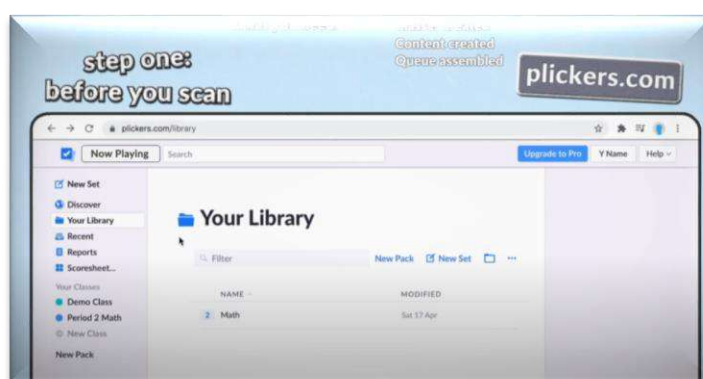 step one:
before you scan
Content created
Queue assembled
plickers.com
plickers.com/library
Now Playing
Search
Upgrade to Pro
Y Name
Help
New Set
Discover
Your Library
Recent
Reports
Scoresheet...
Your Classes
Demo Class
Period 2 Math
New Class
New Pack
Your Library
Filter
New Pack
New Set
...
NAME
MODIFIED
2 Math
Sat 17 Apr